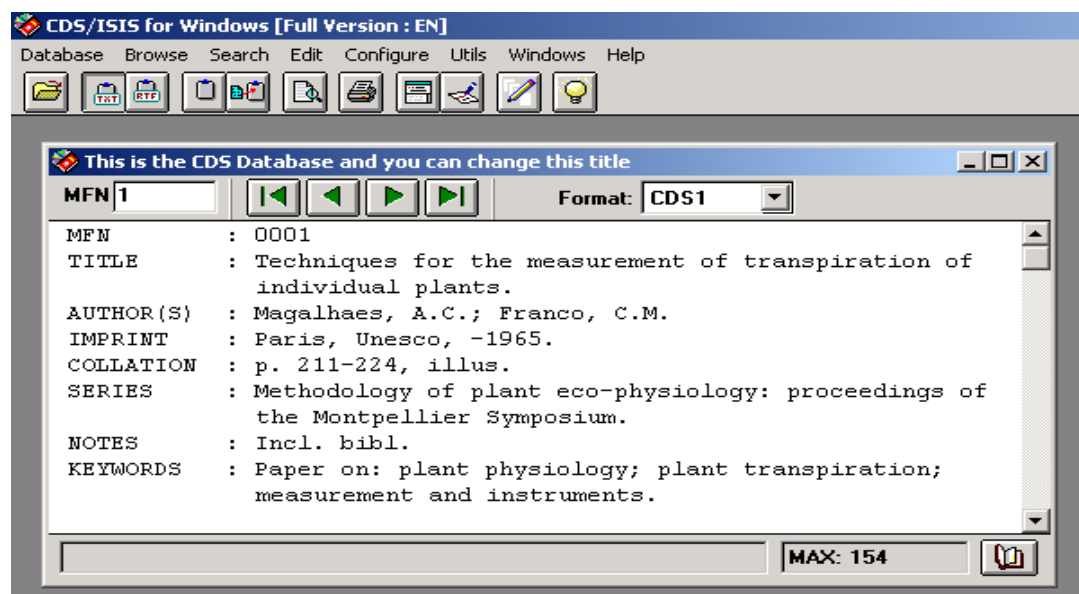 CDS/ISIS for Windows [Full Version : EN]
Database Browse Search Edit Configure Utils Windows Help
TXT RTF
This is the CDS Database and you can change this title
MFN 1 Format: CDS1
MFN : 0001
TITLE : Techniques for the measurement of transpiration of
individual plants.
AUTHOR(S) : Magalhaes, A.C.; Franco, C.M.
IMPRINT : Paris, Unesco, -1965.
COLLATION : p. 211-224, illus.
SERIES : Methodology of plant eco-physiology: proceedings of
the Montpellier Symposium.
NOTES : Incl. bibl.
KEYWORDS : Paper on: plant physiology; plant transpiration;
measurement and instruments.
MAX: 154